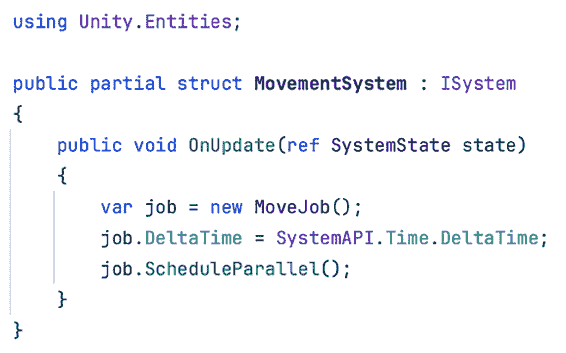 using Unity.Entities;
public partial struct MovementSystem : ISystem
{
    public void OnUpdate(ref SystemState state)
    {
        var job = new MoveJob();
        job.DeltaTime = SystemAPI.Time.DeltaTime;
        job.ScheduleParallel();
    }
}